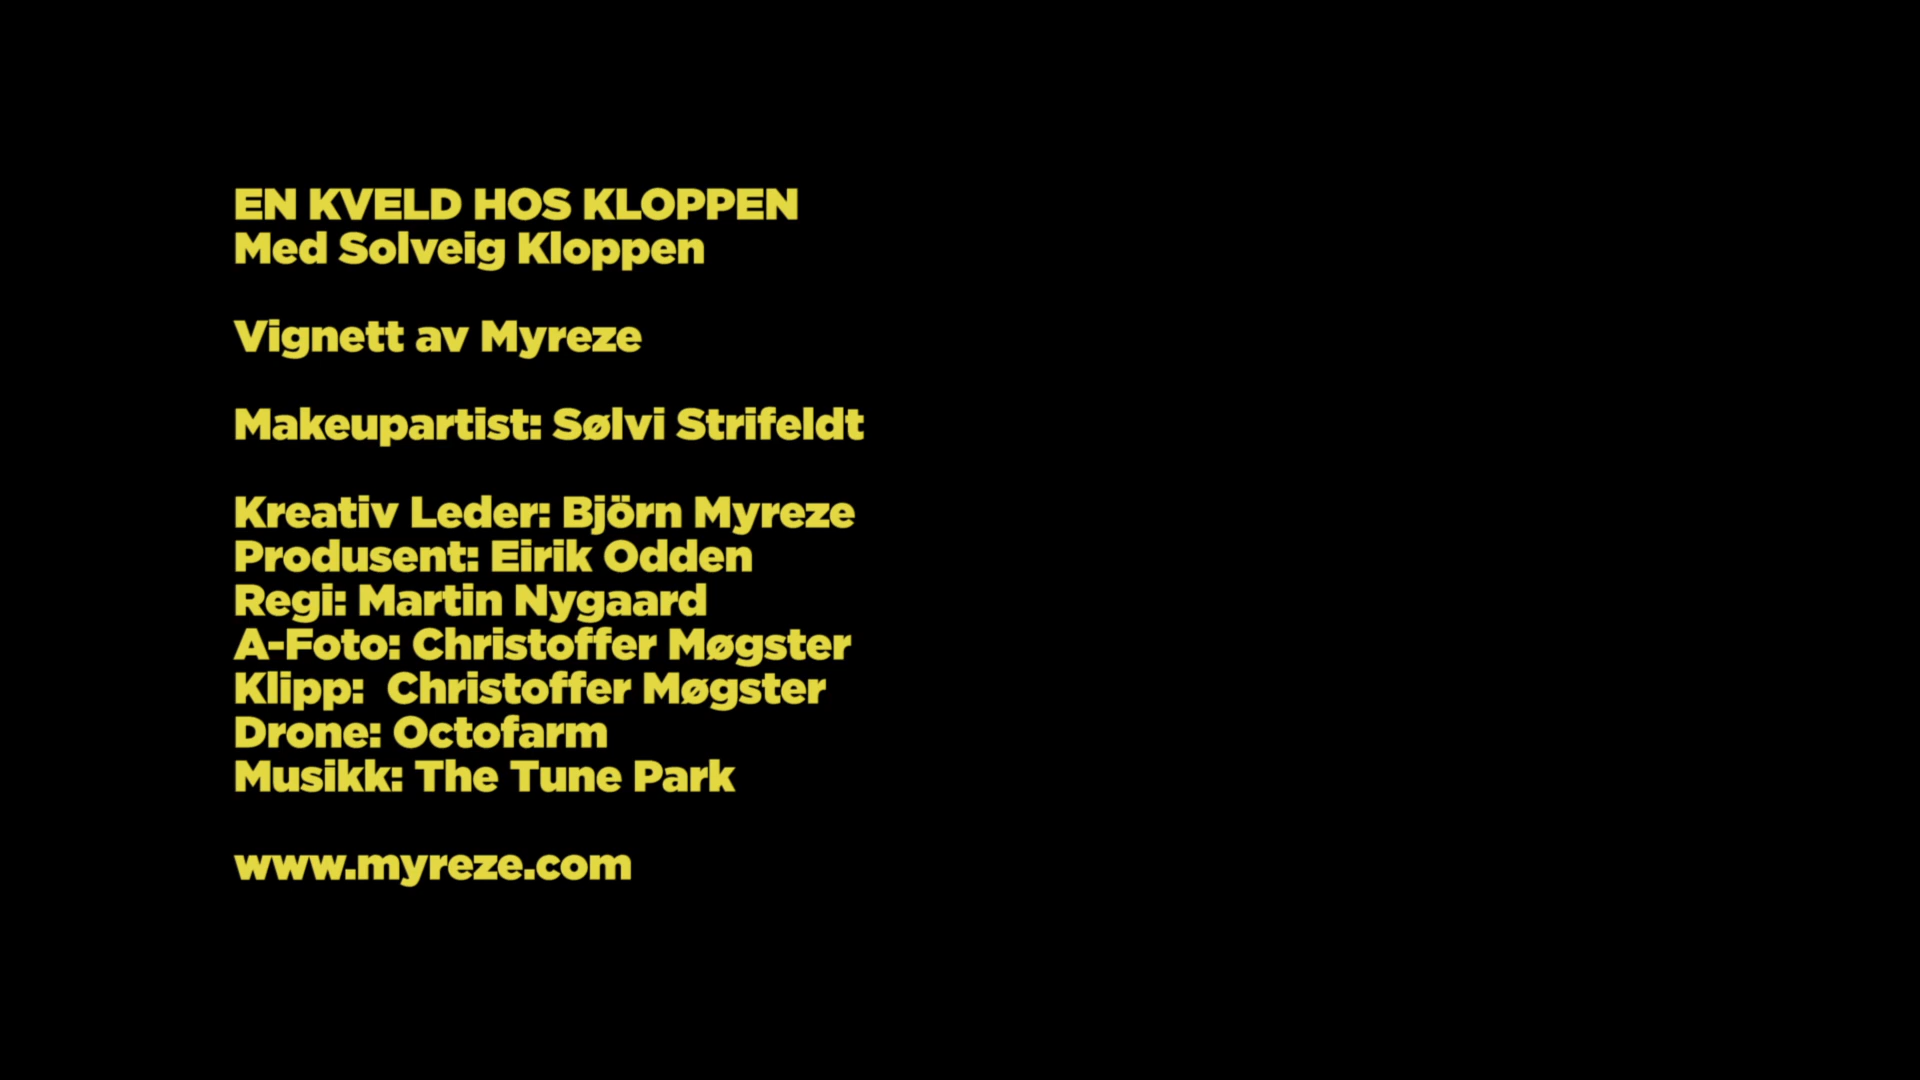 EN KVELD HOS KLOPPEN
Med Solveig Kloppen
Vignett av Myreze
Makeupartist: Sølvi Strifeldt
Kreativ Leder: Björn Myreze
Produsent: Eirik Odden
Regi: Martin Nygaard
A-Foto: Christoffer Møgster
Klipp:  Christoffer Møgster
Drone: Octofarm
Musikk: The Tune Park
www.myreze.com